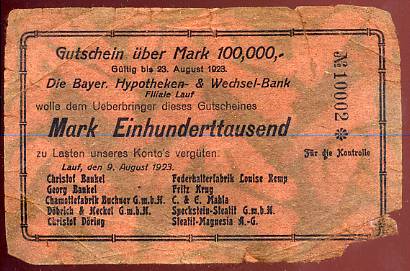 Gutschein über Mark 100,000,-
Gültig bis 23. August 1923.
Die Bayer. Hypotheken- & Wechsel-Bank
Filiale Lauf
wolle dem Ueberbringer dieses Gutscheines
Mark Einhunderttausend
zu Lasten unseres Konto's vergüten.
Lauf, den 9. August 1923.
Christof Bankel
Georg Bankel
Chamottefabrik Buchner G.m.b.H.
Döbrich & Heckel G.m.b.H.
Christof Döring
Federhalterfabrik Louise Kemp
Fritz Krug
C. & E. Mahla
Speckstein-Steatit G.m.b.H.
Steatit-Magnesia A.-G.
№ 10002 *
Für die Kontrolle